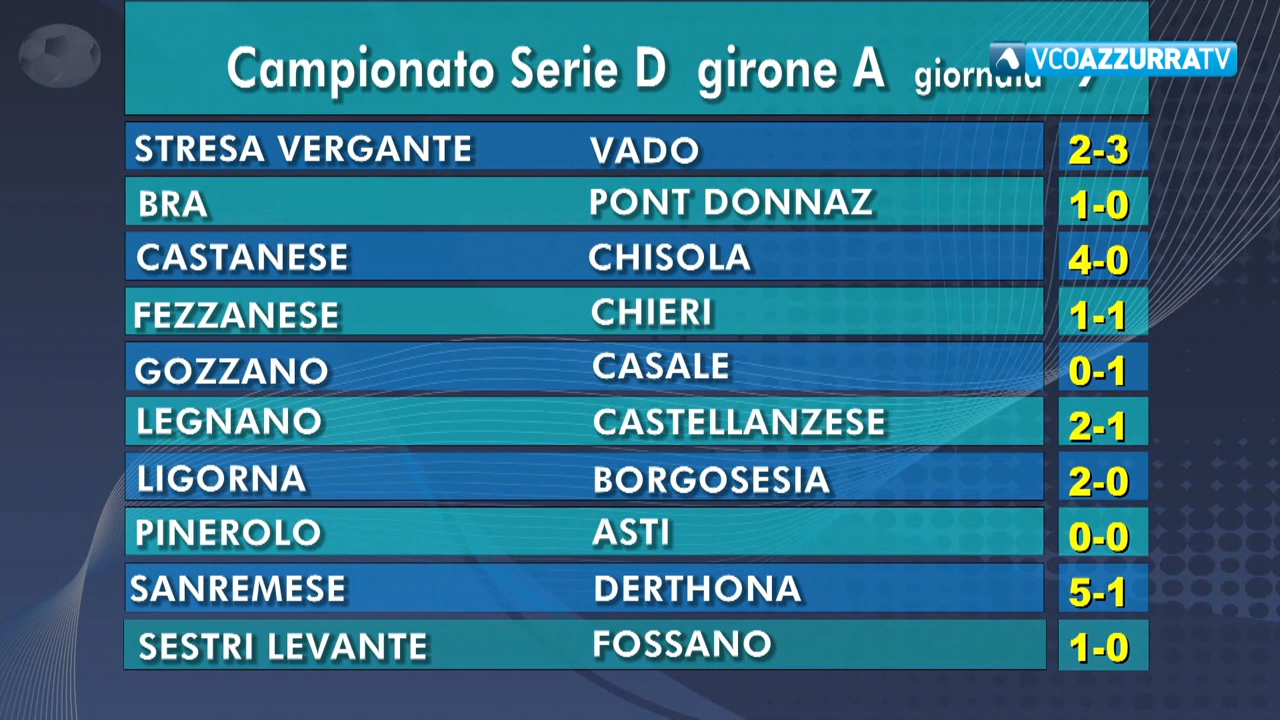 Campionato Serie D girone A giornata
VCOAZZURRATV
STRESA VERGANTE VADO 2-3
BRA PONT DONNAZ 1-0
CASTANESE CHISOLA 4-0
FEZZANESE CHIERI 1-1
GOZZANO CASALE 0-1
LEGNANO CASTELLANZESE 2-1
LIGORNA BORGOSESIA 2-0
PINEROLO ASTI 0-0
SANREMESE DERTHONA 5-1
SESTRI LEVANTE FOSSANO 1-0